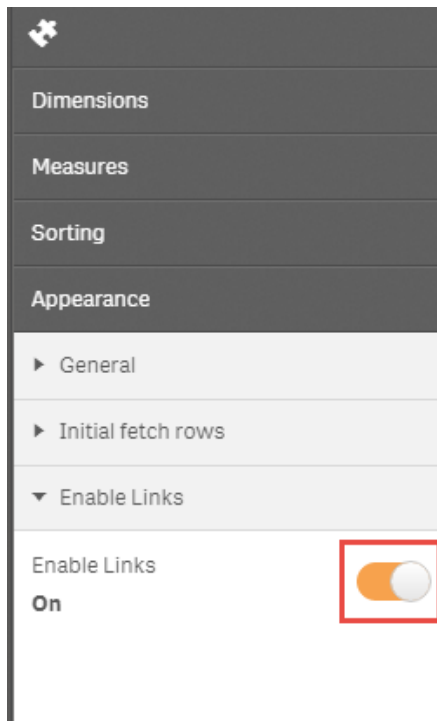 Dimensions
Measures
Sorting
Appearance
General
Initial fetch rows
Enable Links
Enable Links
On